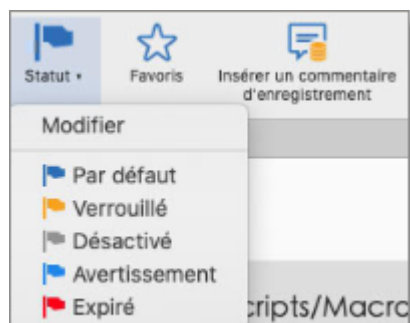 Statut
Favoris
Insérer un commentaire
d'enregistrement
Modifier
Par défaut
Verrouillé
Désactivé
Avertissement
Expiré
cripts/Macro